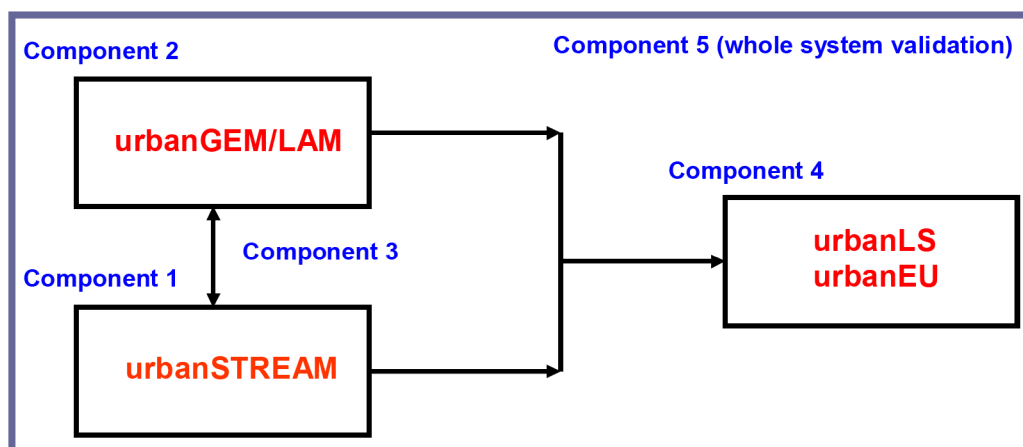 Component 2
Component 5 (whole system validation)
urbanGEM/LAM
Component 4
Component 3
urbanLS
urbanEU
Component 1
urbanSTREAM